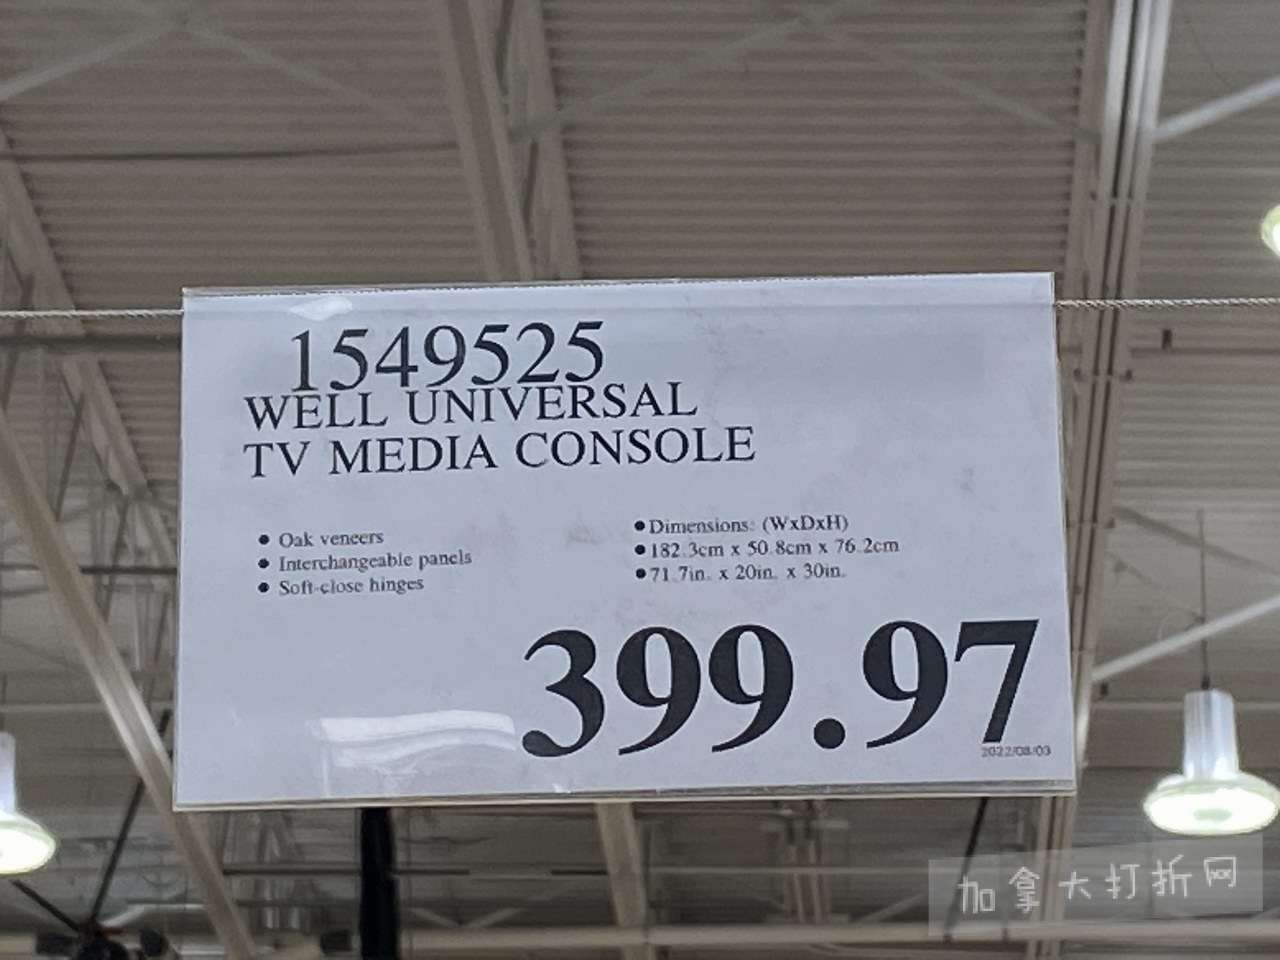 1549525
WELL UNIVERSAL
TV MEDIA CONSOLE
● Oak veneers
● Interchangeable panels
● Soft-close hinges
● Dimensions: (WxDxH)
● 182.3cm x 50.8cm x 76.2cm
● 71.7in. x 20in. x 30in.
399.97
2022/08/03
加拿大打折网